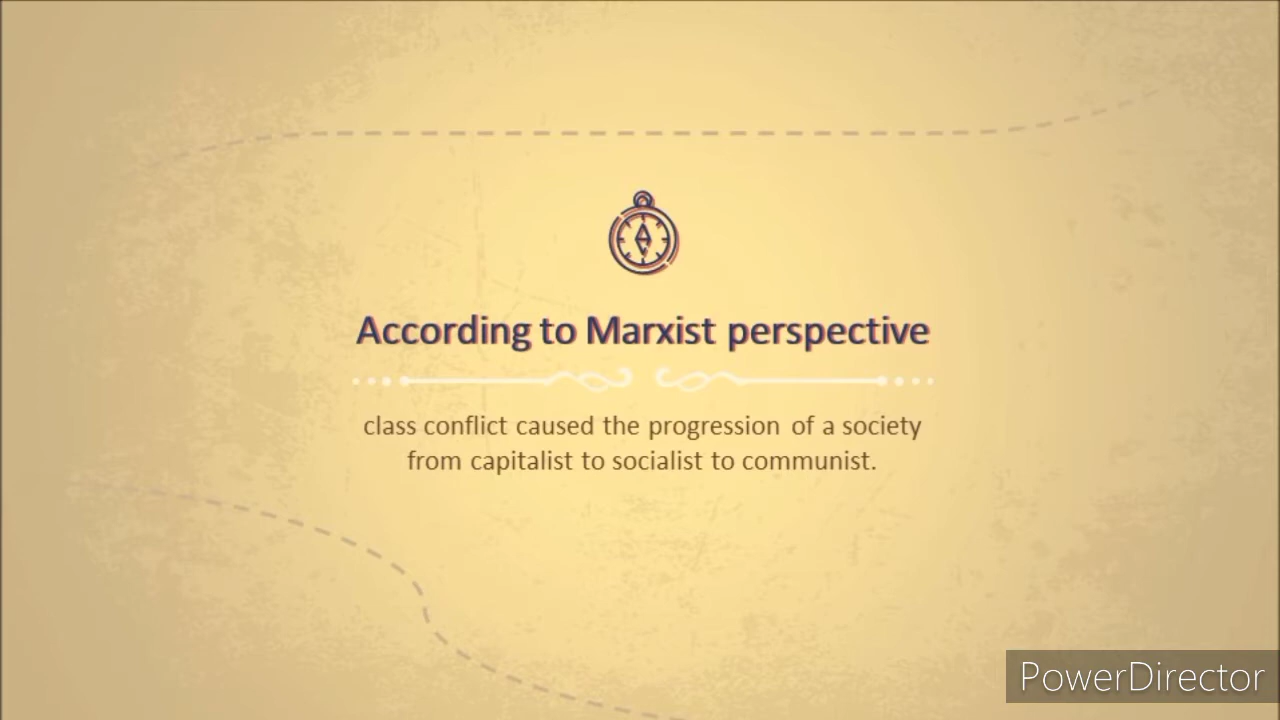 According to Marxist perspective
class conflict caused the progression of a society
from capitalist to socialist to communist.
PowerDirector